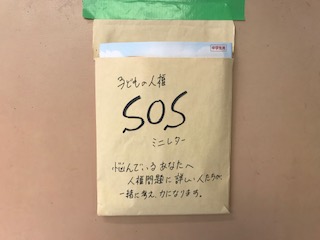 子どもの人権
SOS
ミニレター
悩んでいるあなたへ
人権問題に詳しい人たちが
一緒に考え力になります。